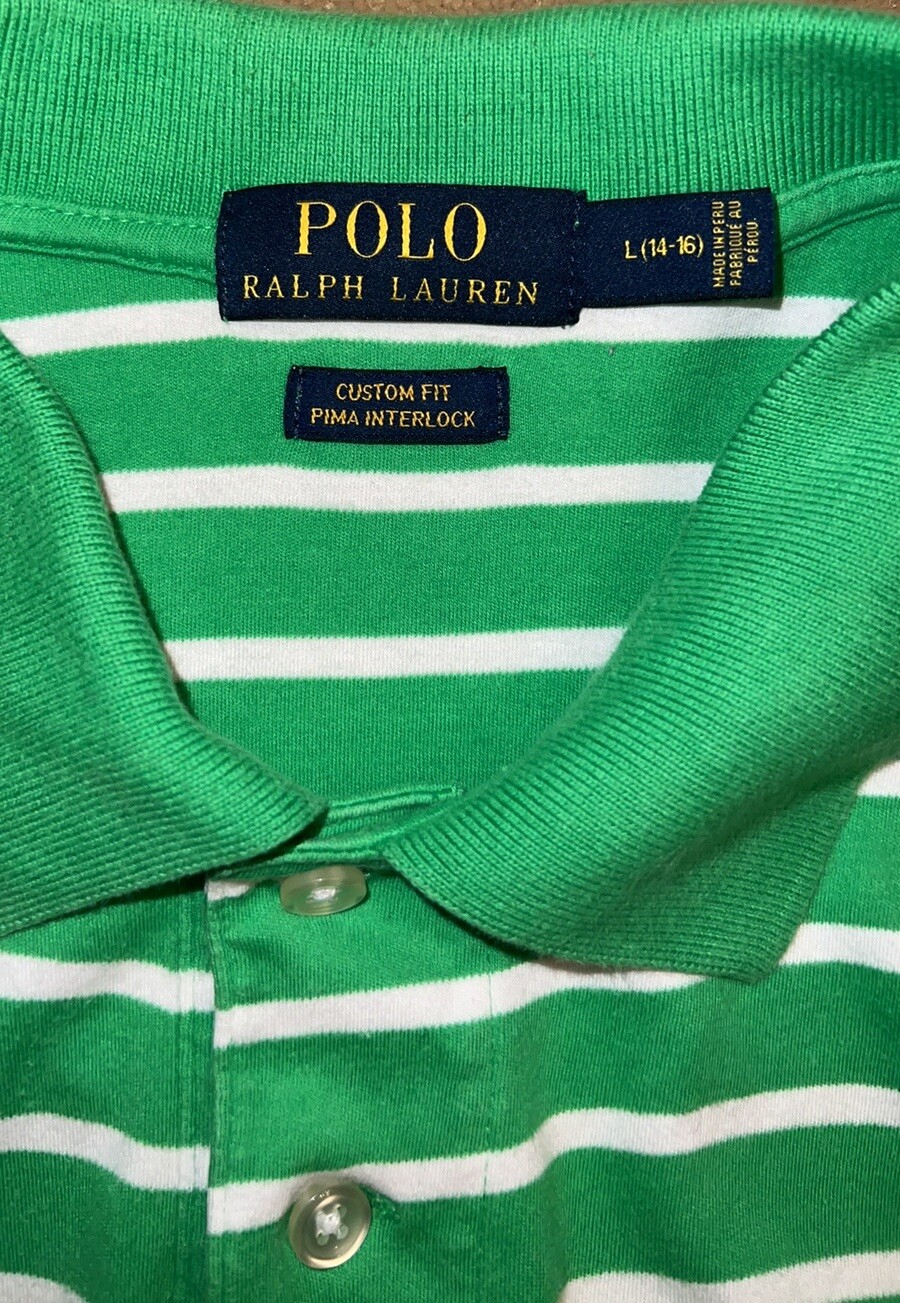 POLO
RALPH LAUREN
L (14-16)
MADE IN PERU
FABRIQUÉ AU
PÉROU.
CUSTOM FIT
PIMA INTERLOCK